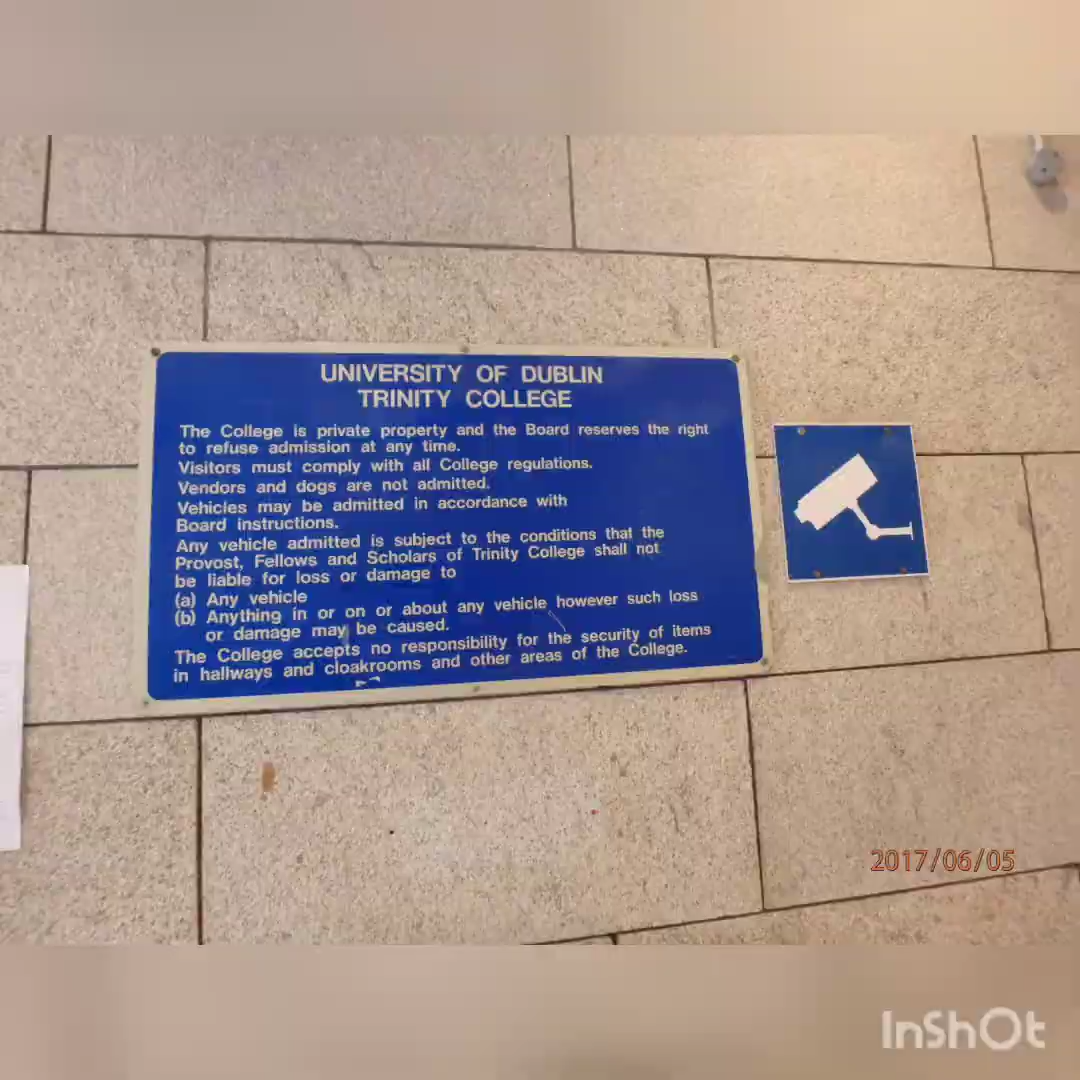 UNIVERSITY OF DUBLIN
TRINITY COLLEGE
The College is private property and the Board reserves the right
to refuse admission at any time.
Visitors must comply with all College regulations.
Vendors and dogs are not admitted.
Vehicles may be admitted in accordance with
Board instructions.
Any vehicle admitted is subject to the conditions that the
Provost, Fellows and Scholars of Trinity College shall not
be liable for loss or damage to
(a) Any vehicle
(b) Anything in or on or about any vehicle however such loss
or damage may be caused.
The College accepts no responsibility for the security of items
in hallways and cloakrooms and other areas of the College.
2017/06/05
InShOt